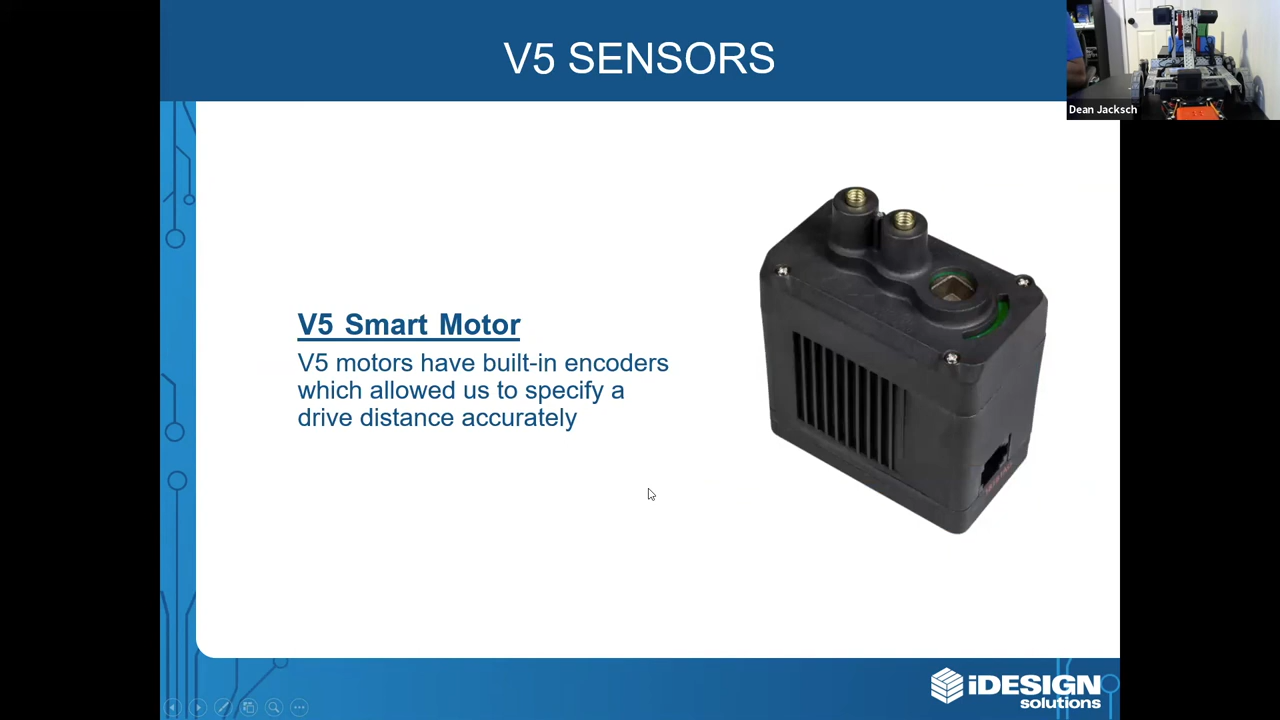 V5 SENSORS
Dean Jacksch
V5 Smart Motor
V5 motors have built-in encoders
which allowed us to specify a
drive distance accurately
iDESIGN
solutions